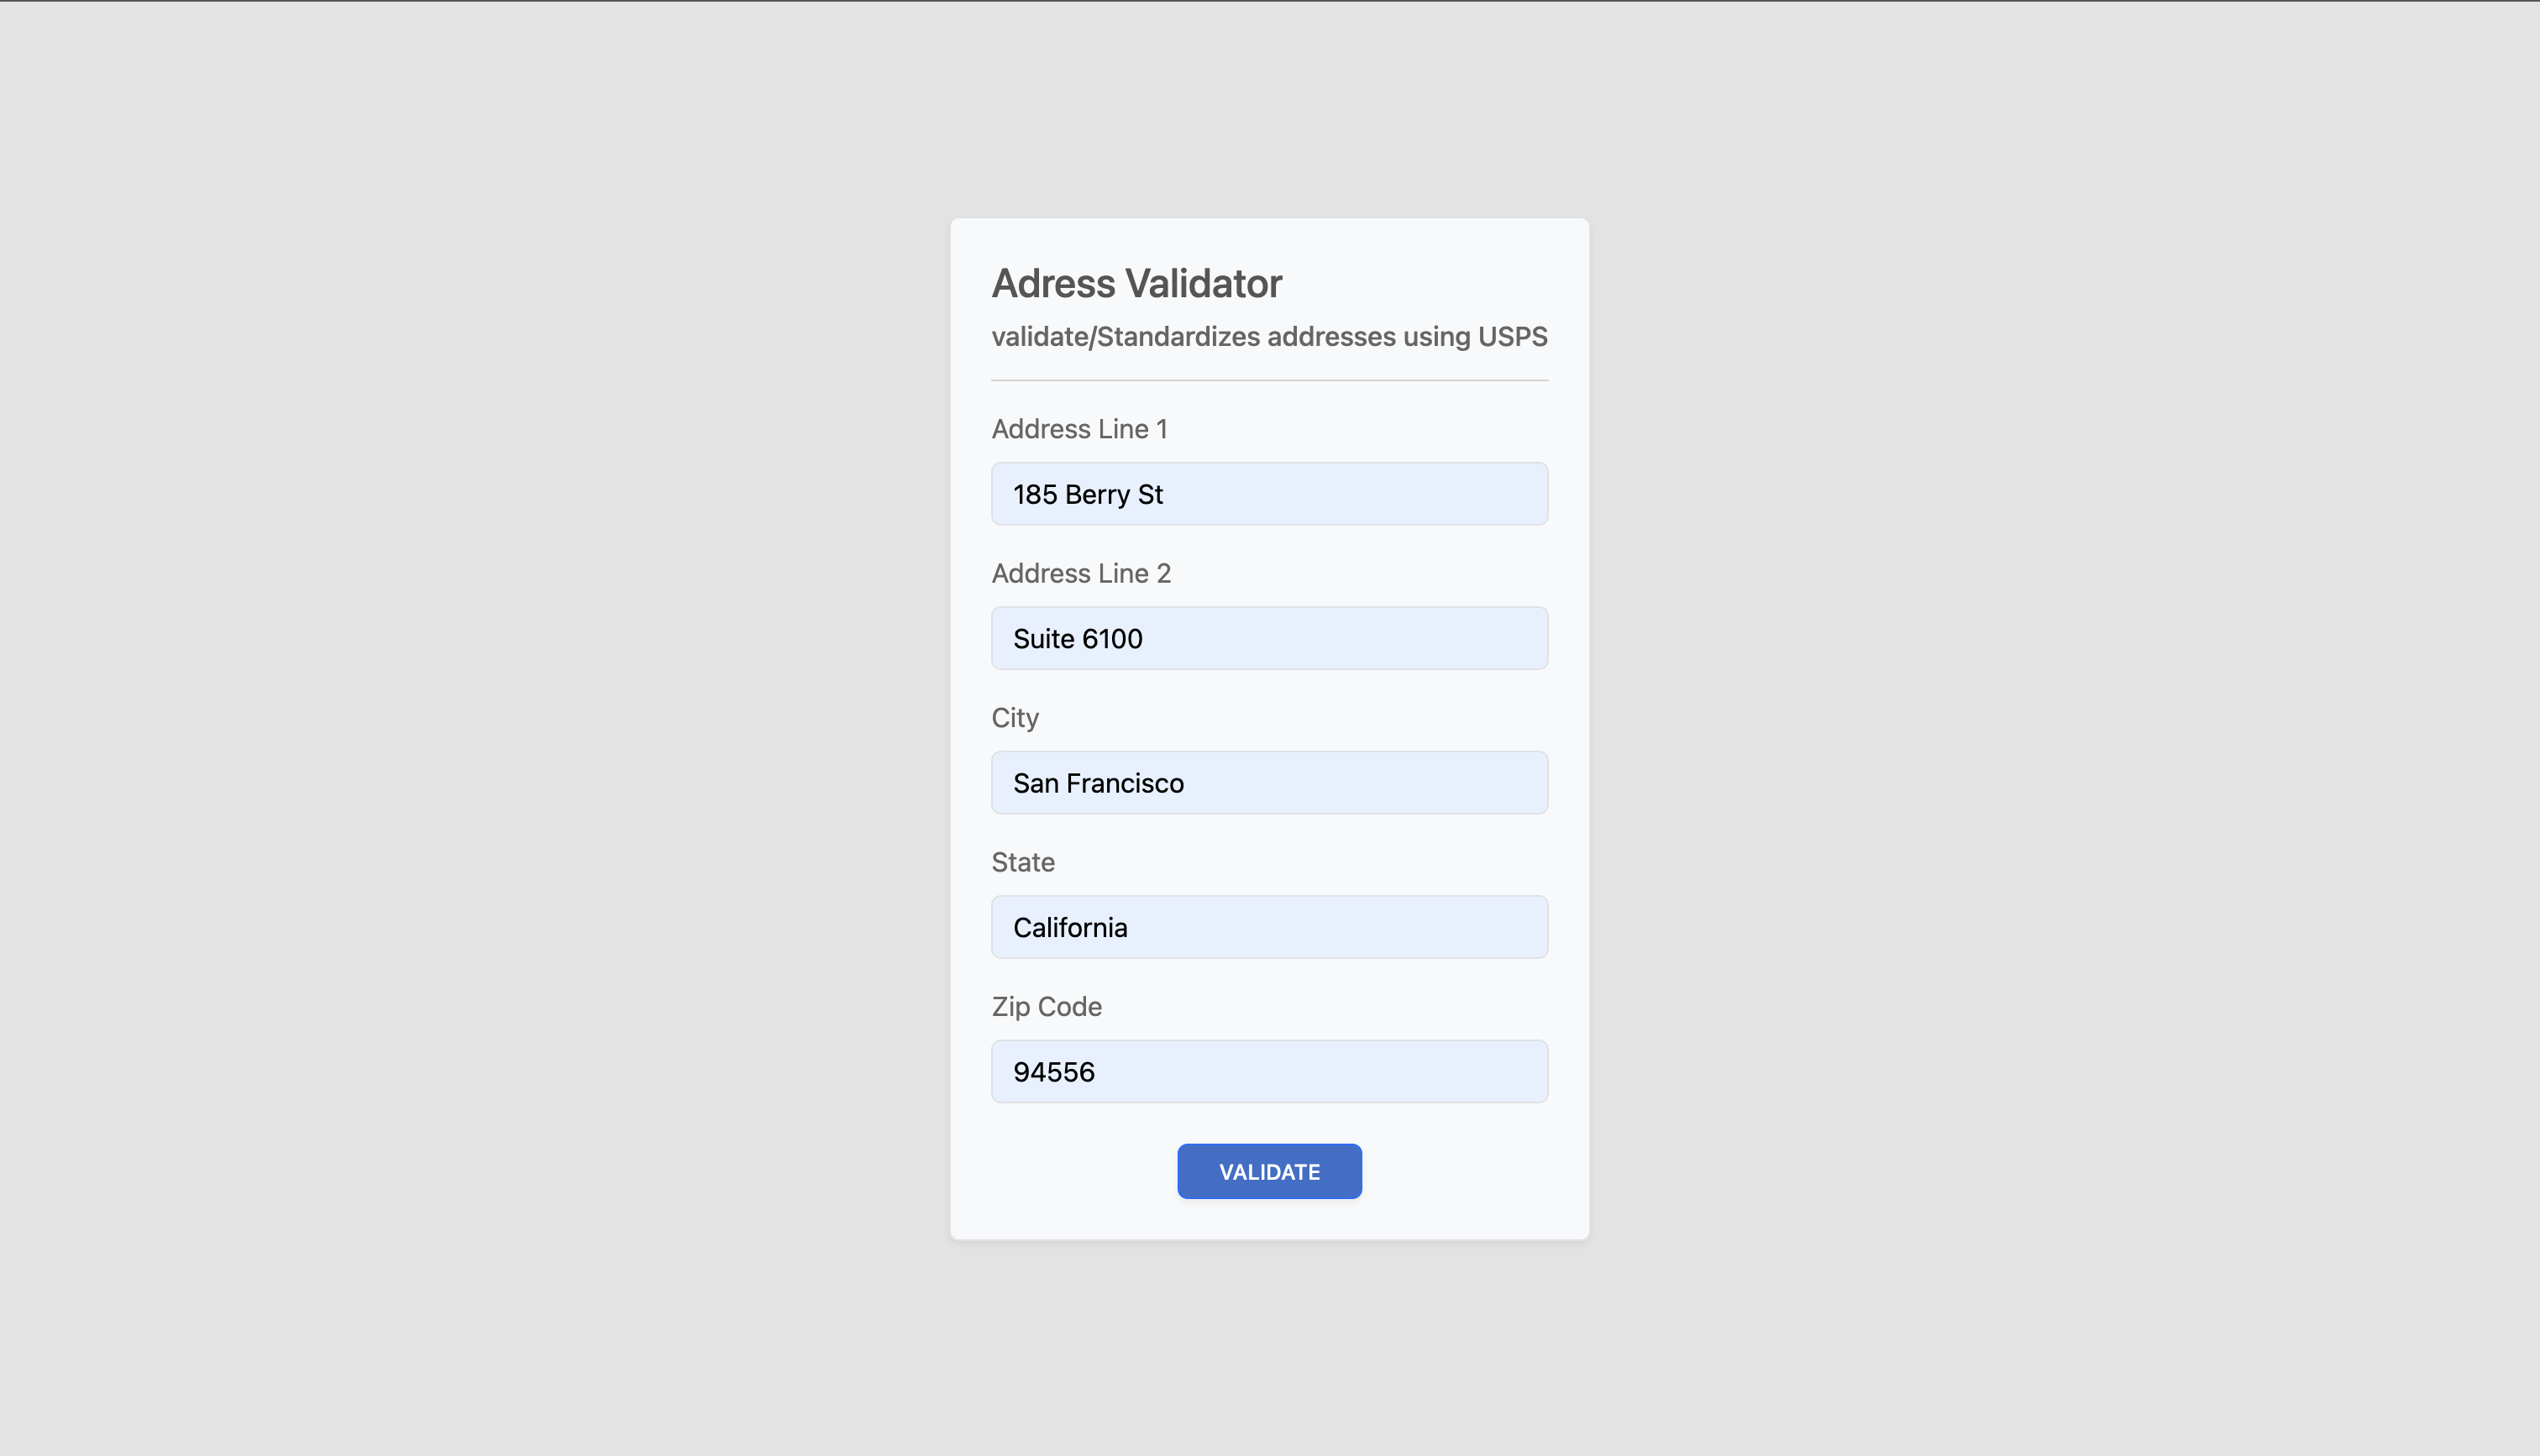 Adress Validator
validate/Standardizes addresses using USPS
Address Line 1
185 Berry St
Address Line 2
Suite 6100
City
San Francisco
State
California
Zip Code
94556
VALIDATE